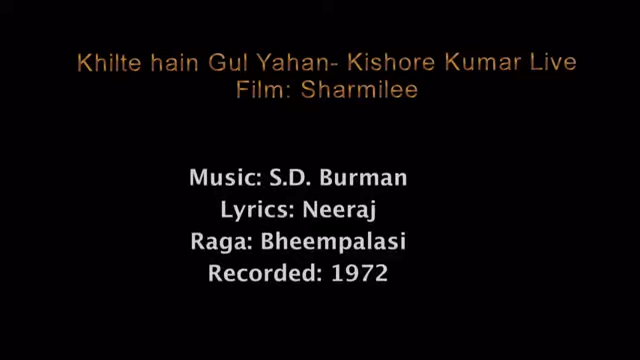 Khilte hain Gul Yahan- Kishore Kumar Live
Film: Sharmilee
Music: S.D. Burman
Lyrics: Neeraj
Raga: Bheempalasi
Recorded: 1972